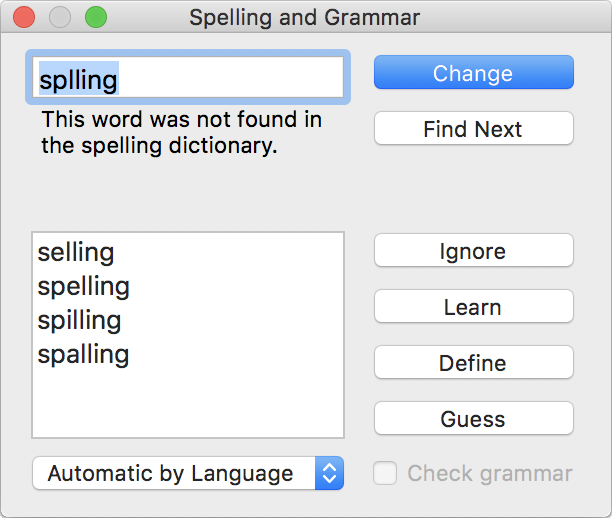 Spelling and Grammar
splling
Change
This word was not found in
the spelling dictionary.
Find Next
selling
spelling
spilling
spalling
Ignore
Learn
Define
Guess
Automatic by Language
Check grammar